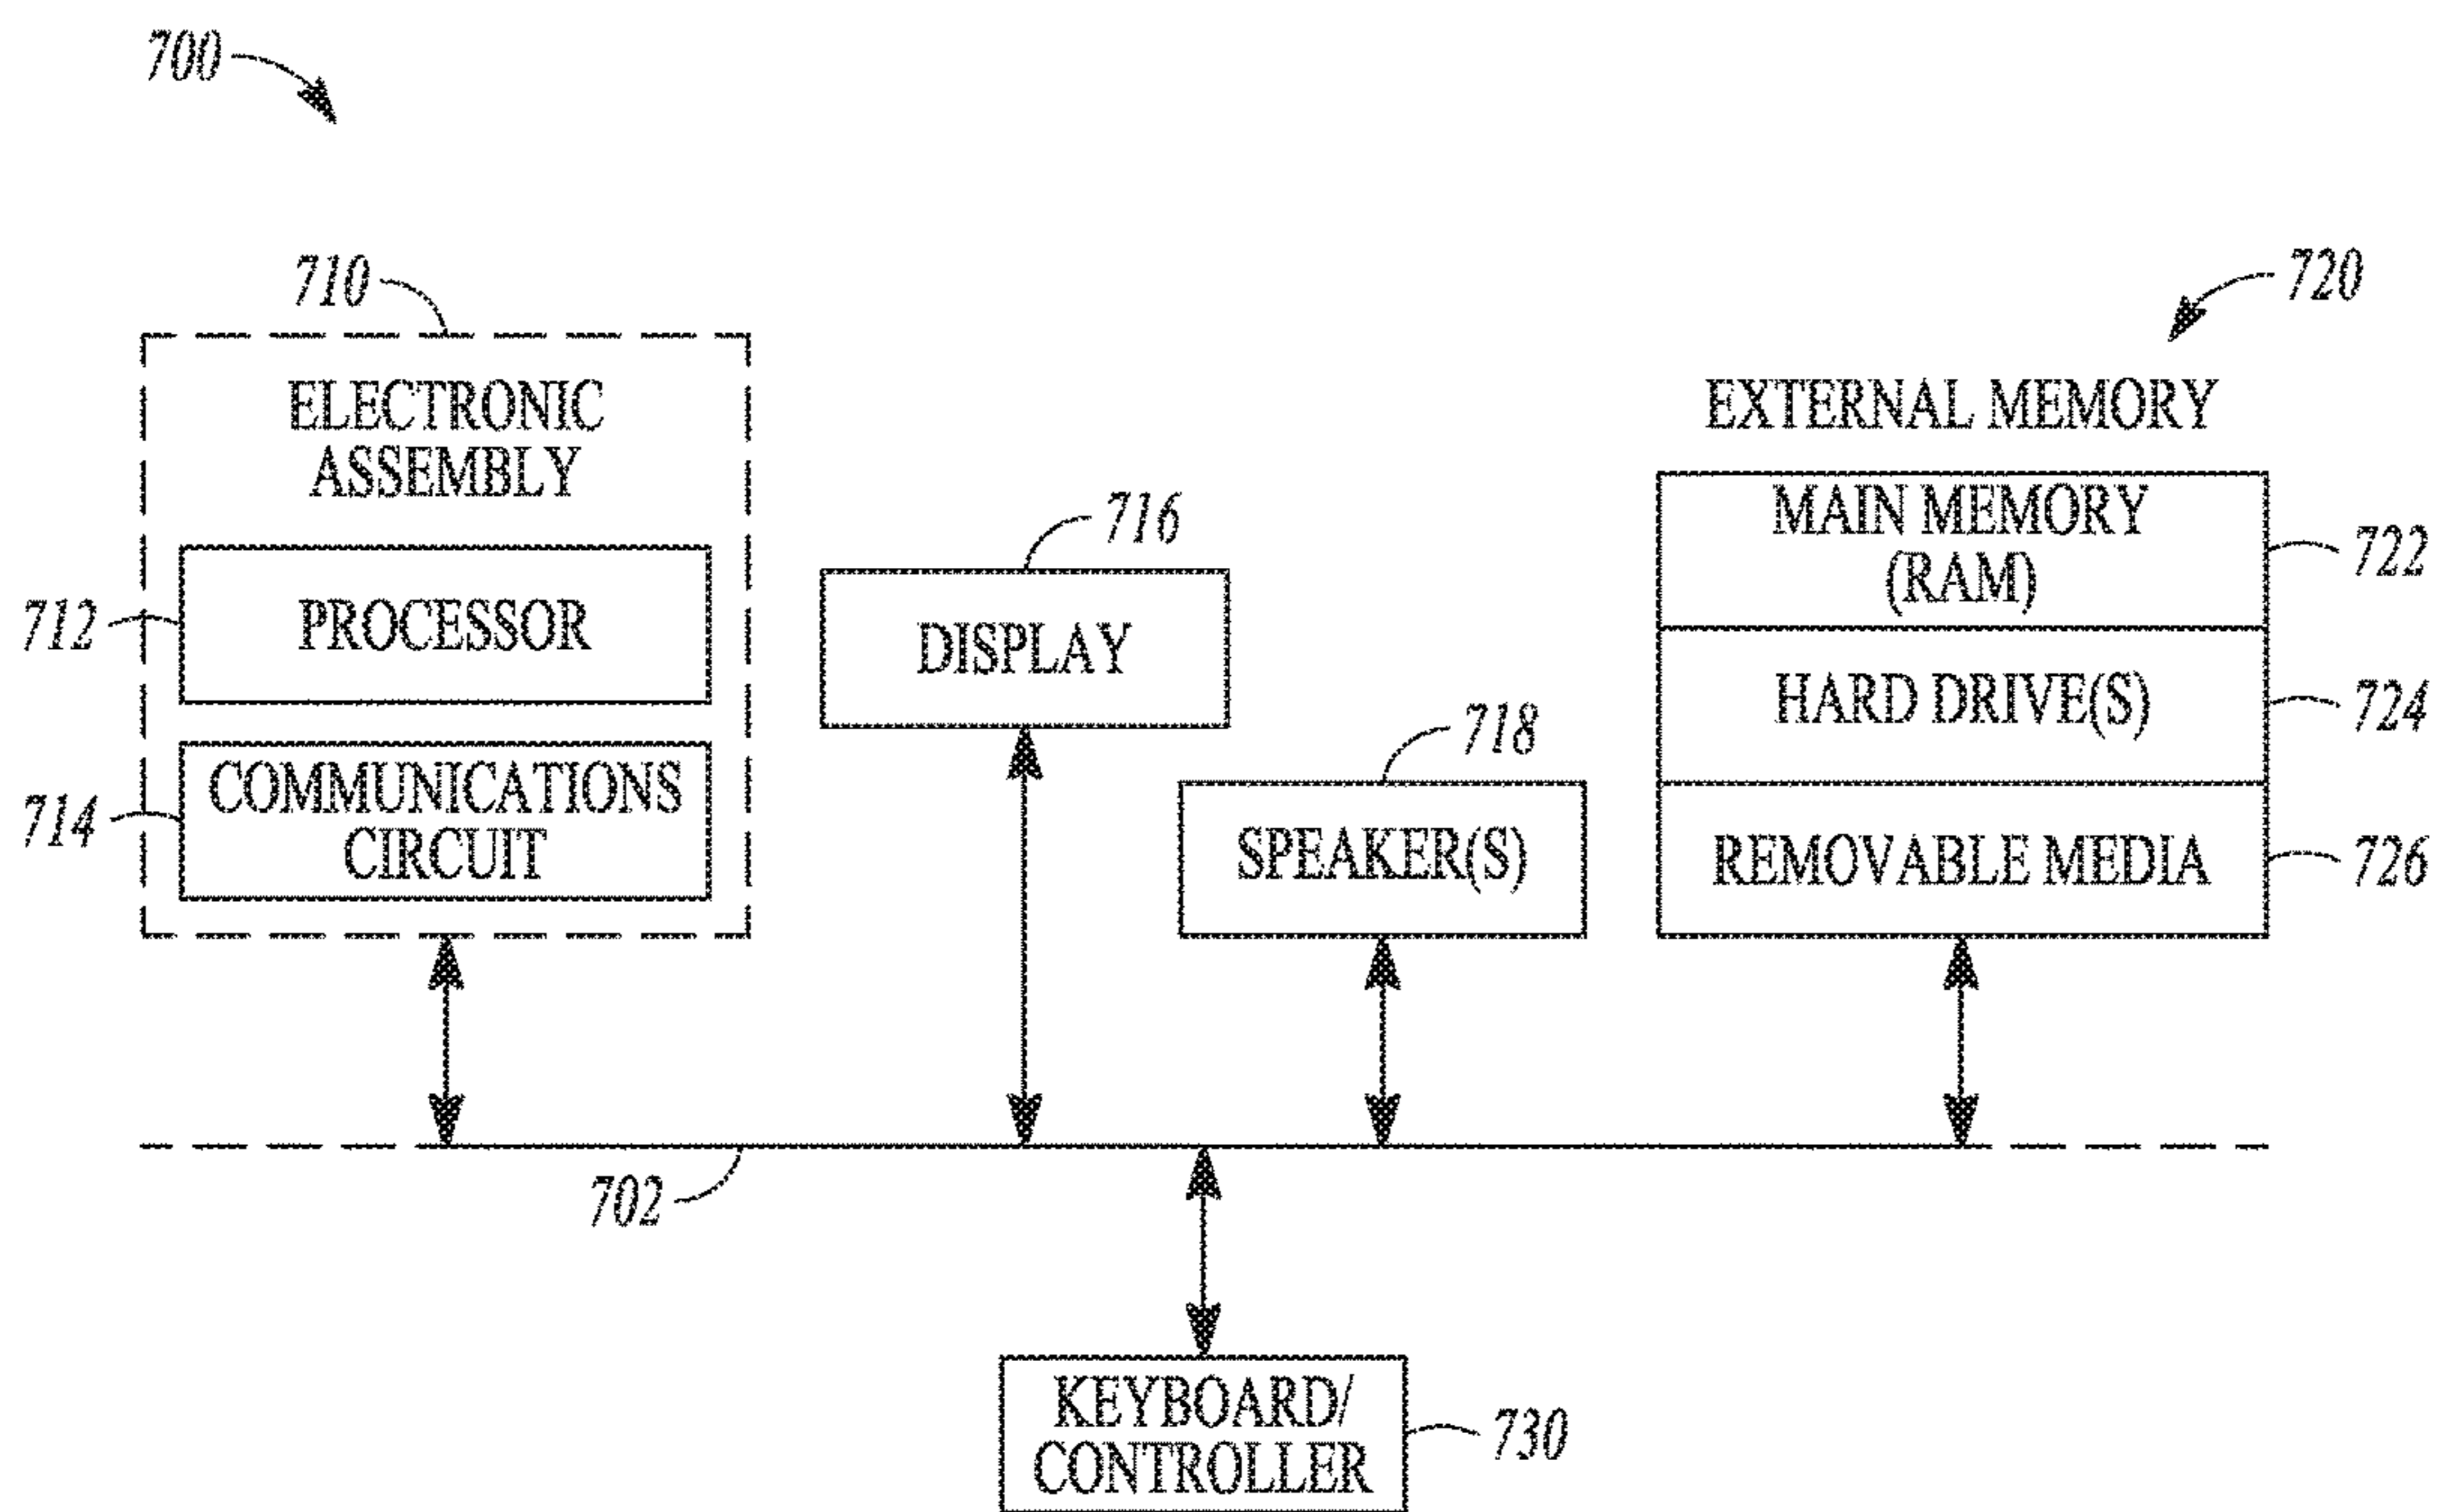 700
710
720
ELECTRONIC
ASSEMBLY
EXTERNAL MEMORY
716
MAIN MEMORY
(RAM)
722
712
PROCESSOR
DISPLAY
HARD DRIVE(S)
724
718
714
COMMUNICATIONS
CIRCUIT
SPEAKER(S)
REMOVABLE MEDIA
726
702
KEYBOARD/
CONTROLLER
730